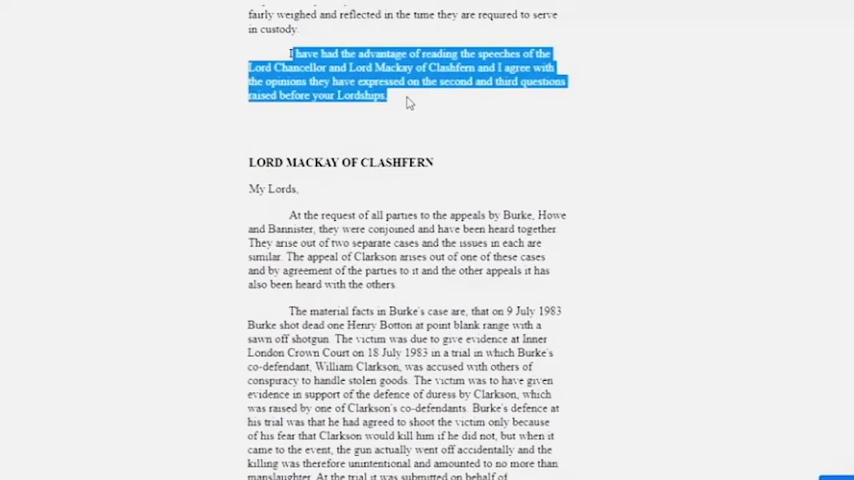 fairly weighed and reflected in the time they are required to serve
in custody.
I have had the advantage of reading the speeches of the
Lord Chancellor and Lord Mackay of Clashfern and I agree with
the opinions they have expressed on the second and third questions
raised before your Lordships.
LORD MACKAY OF CLASHFERN
My Lords,
At the request of all parties to the appeals by Burke, Howe
and Bannister, they were conjoined and have been heard together.
They arise out of two separate cases and the issues in each are
similar. The appeal of Clarkson arises out of one of these cases
and by agreement of the parties to it and the other appeals it has
also been heard with the others.
The material facts in Burke's case are, that on 9 July 1983
Burke shot dead one Henry Botton at point blank range with a
sawn off shotgun. The victim was due to give evidence at Inner
London Crown Court on 18 July 1983 in a trial in which Burke's
co-defendant, William Clarkson, was accused with others of
conspiracy to handle stolen goods. The victim was to have given
evidence in support of the defence of duress by Clarkson, which
was raised by one of Clarkson's co-defendants. Burke's defence at
his trial was that he had agreed to shoot the victim only because
of his fear that Clarkson would kill him if he did not, but when it
came to the event, the gun actually went off accidentally and the
killing was therefore unintentional and amounted to no more than
manslaughter. At the trial it was submitted on behalf of